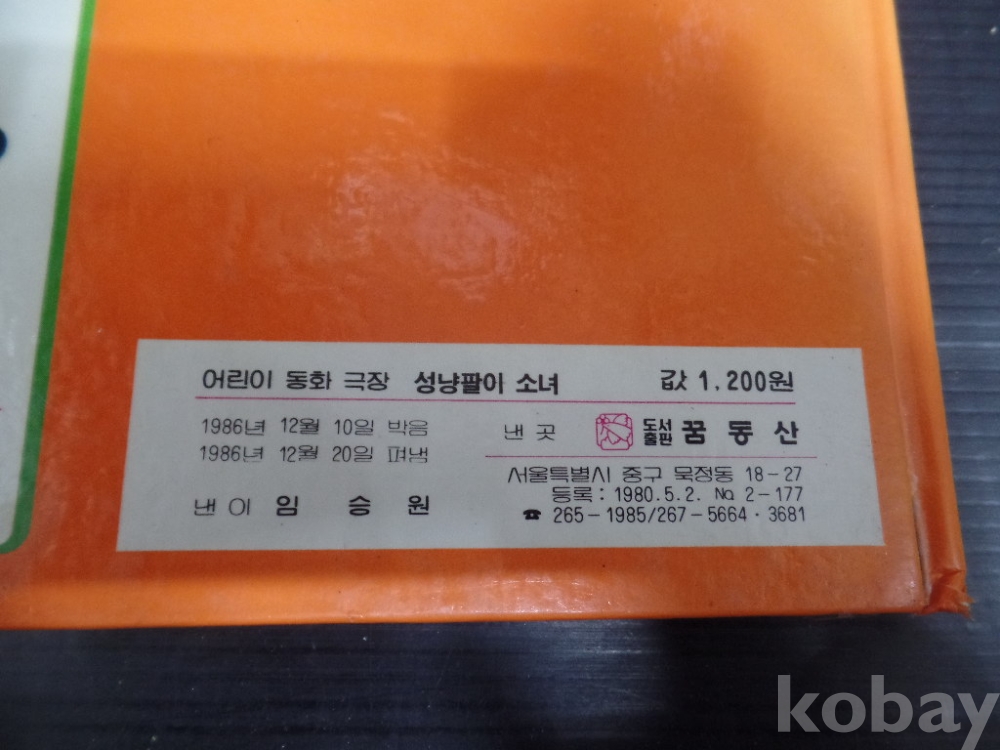 어린이 동화 극장 성냥팔이 소녀 값 1,200원
1986년 12월 10일 박음
1986년 12월 20일 펴냄
낸 이 임 승 원
낸 곳 도서출판 꿈 동 산
서울특별시 중구 묵정동 18-27
등록 : 1980.5.2. No 2-177
☎ 265-1985/267-5664·3681
kobay